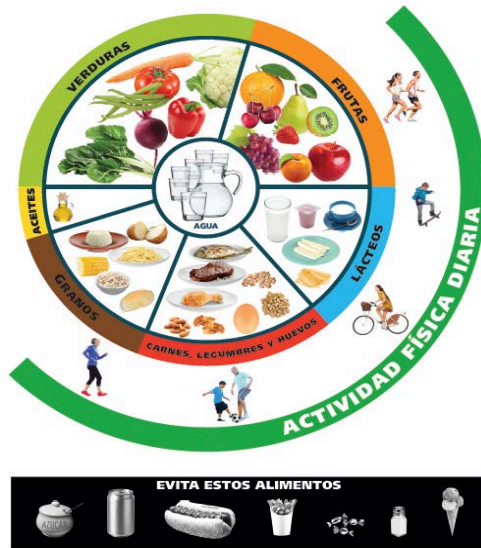 VERDURAS
FRUTAS
ACEITES
AGUA
LÁCTEOS
GRANOS
CARNES, LEGUMBRES Y HUEVOS
ACTIVIDAD FÍSICA DIARIA
EVITA ESTOS ALIMENTOS
AZÚCAR